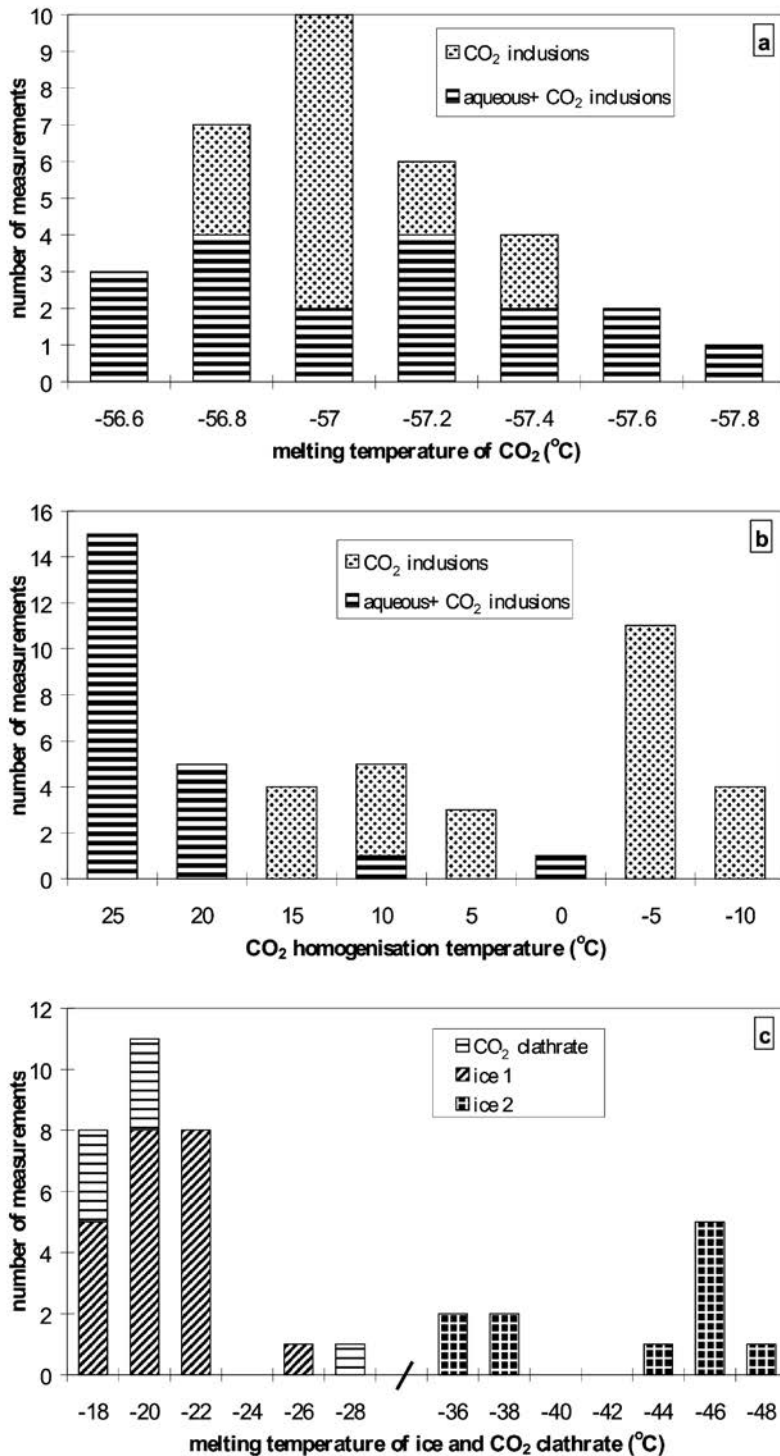 a
CO₂ inclusions
aqueous+ CO₂ inclusions
10
9
8
7
6
5
4
3
2
1
0
number of measurements
-56.6 -56.8 -57 -57.2 -57.4 -57.6 -57.8
melting temperature of CO₂ (°C)
b
CO₂ inclusions
aqueous+ CO₂ inclusions
16
14
12
10
8
6
4
2
0
number of measurements
25 20 15 10 5 0 -5 -10
CO₂ homogenisation temperature (°C)
c
CO₂ clathrate
ice 1
ice 2
12
10
8
6
4
2
0
number of measurements
-18 -20 -22 -24 -26 -28 -36 -38 -40 -42 -44 -46 -48
melting temperature of ice and CO₂ clathrate (°C)